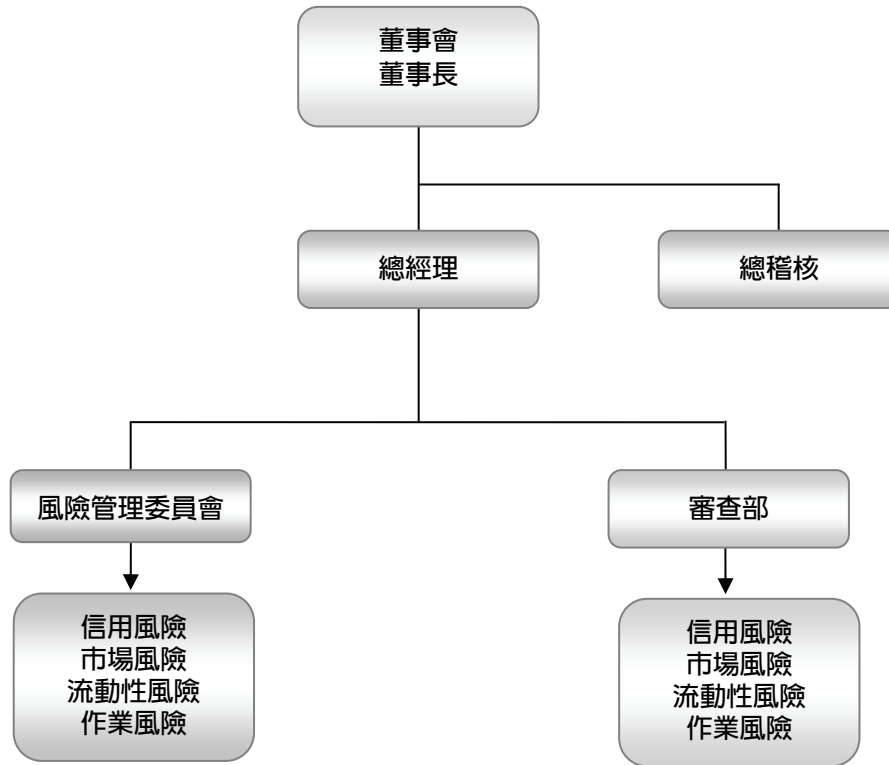 董事會
董事長
總經理
總稽核
風險管理委員會
審查部
信用風險
市場風險
流動性風險
作業風險
信用風險
市場風險
流動性風險
作業風險